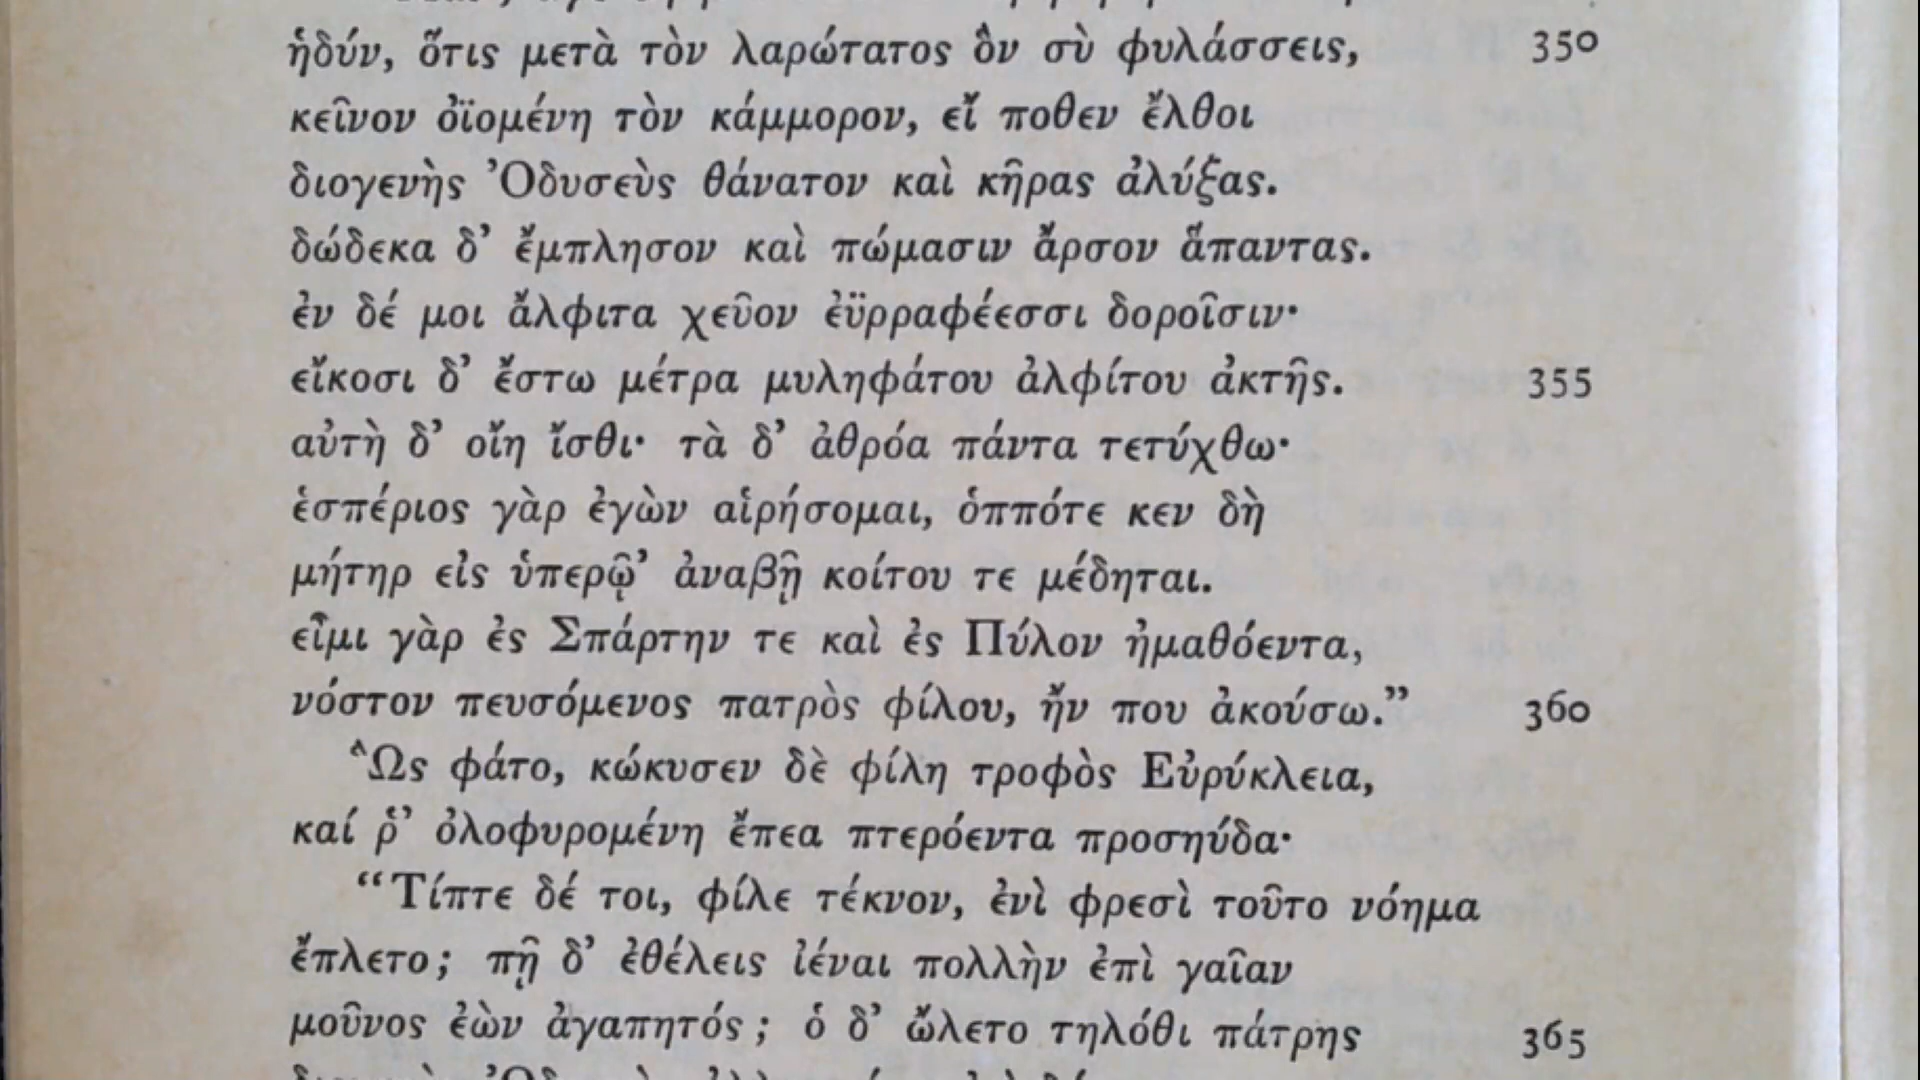 ἡδύν, ὅτις μετὰ τὸν λαρώτατος ὃν σὺ φυλάσσεις, 350
κεῖνον ὀϊομένη τὸν κάμμορον, εἴ ποθεν ἔλθοι
διογενὴς Ὀδυσεὺς θάνατον καὶ κῆρας ἀλύξας.
δώδεκα δ’ ἔμπλησον καὶ πώμασιν ἄρσον ἅπαντας.
ἐν δέ μοι ἄλφιτα χεῦον ἐϋρραφέεσσι δοροῖσιν·
εἴκοσι δ’ ἔστω μέτρα μυληφάτου ἀλφίτου ἀκτῆς. 355
αὐτὴ δ’ οἴη ἴσθι· τὰ δ’ ἀθρόα πάντα τετύχθω·
ἑσπέριος γὰρ ἐγὼν αἱρήσομαι, ὁππότε κεν δὴ
μήτηρ εἰς ὑπερῷ’ ἀναβῇ κοίτου τε μέδηται.
εἶμι γὰρ ἐς Σπάρτην τε καὶ ἐς Πύλον ἠμαθόεντα,
νόστον πευσόμενος πατρὸς φίλου, ἤν που ἀκούσω.” 360
Ὣς φάτο, κώκυσεν δὲ φίλη τροφὸς Εὐρύκλεια,
καί ῥ’ ὀλοφυρομένη ἔπεα πτερόεντα προσηύδα·
“Τίπτε δέ τοι, φίλε τέκνον, ἐνὶ φρεσὶ τοῦτο νόημα
ἔπλετο; πῇ δ’ ἐθέλεις ἰέναι πολλὴν ἐπὶ γαῖαν
μοῦνος ἐὼν ἀγαπητός; ὁ δ’ ὤλετο τηλόθι πάτρης 365